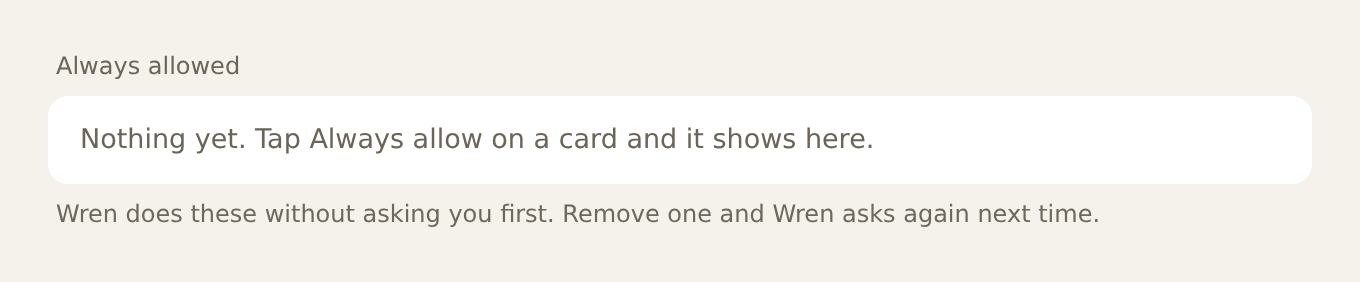 Always allowed
Nothing yet. Tap Always allow on a card and it shows here.
Wren does these without asking you first. Remove one and Wren asks again next time.